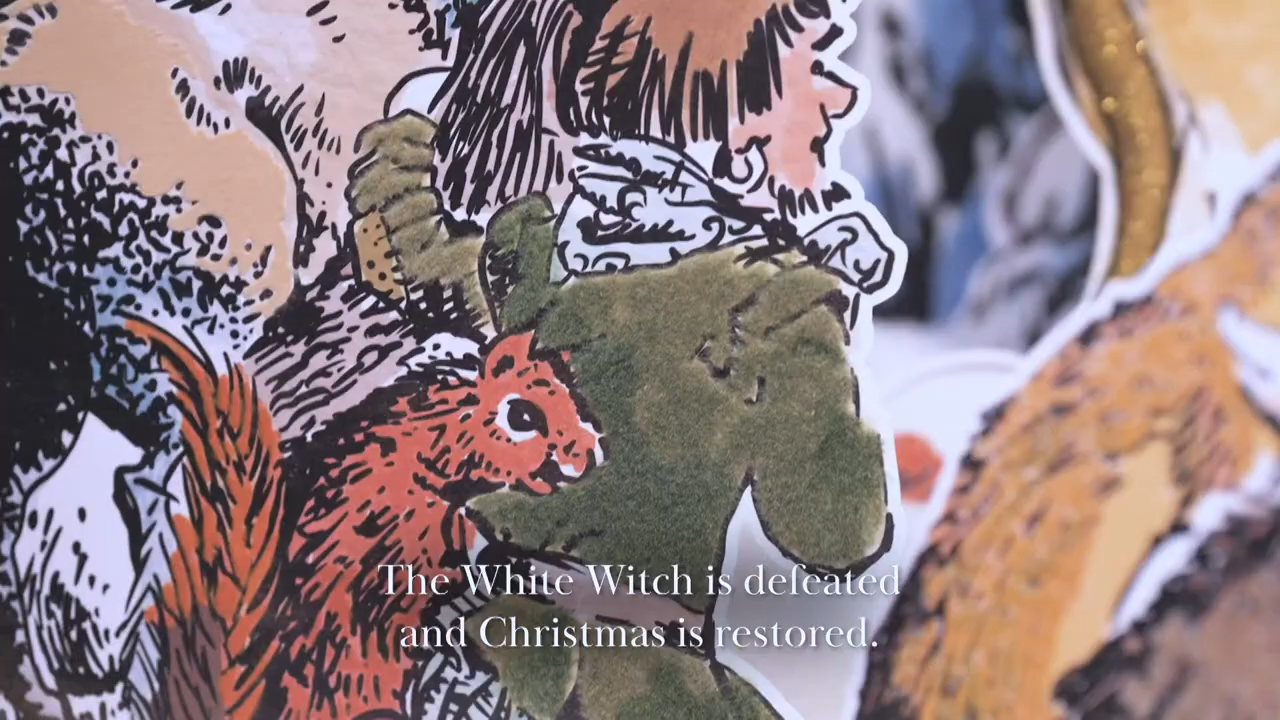 The White Witch is defeated
and Christmas is restored.